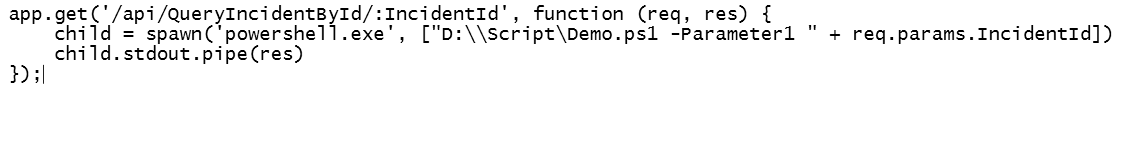 app.get('/api/QueryIncidentById/:IncidentId', function (req, res) {
    child = spawn('powershell.exe', ["D:\\Script\Demo.ps1 -Parameter1 " + req.params.IncidentId])
    child.stdout.pipe(res)
});